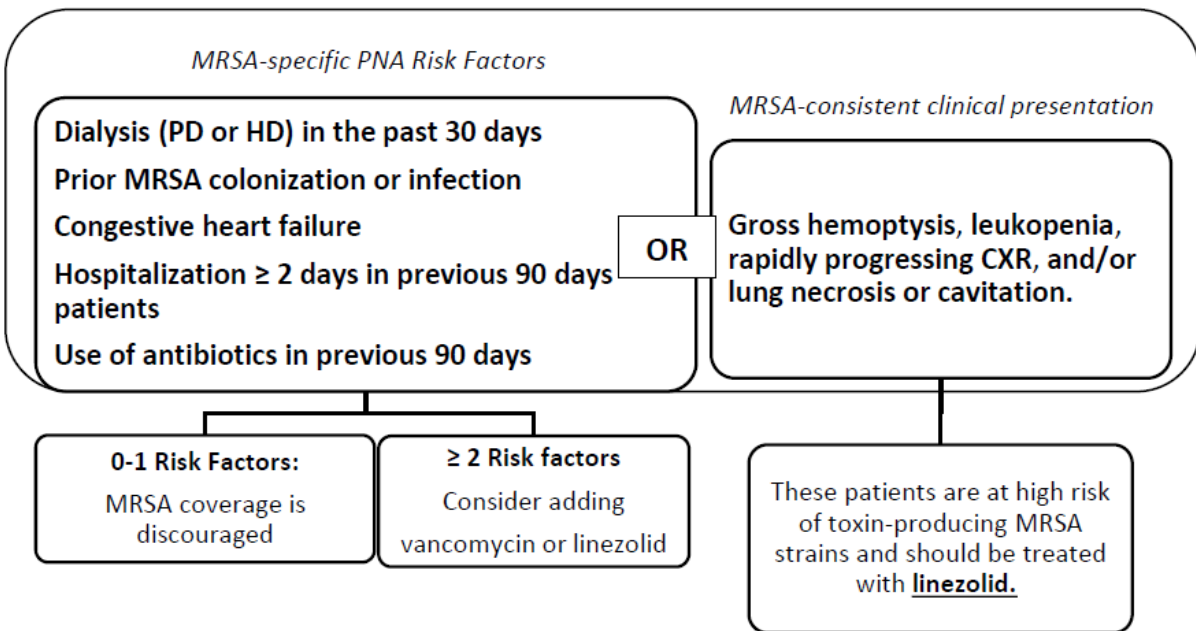 MRSA-specific PNA Risk Factors
Dialysis (PD or HD) in the past 30 days
Prior MRSA colonization or infection
Congestive heart failure
Hospitalization ≥ 2 days in previous 90 days
patients
Use of antibiotics in previous 90 days
OR
MRSA-consistent clinical presentation
Gross hemoptysis, leukopenia,
rapidly progressing CXR, and/or
lung necrosis or cavitation.
0-1 Risk Factors:
MRSA coverage is
discouraged
≥ 2 Risk factors
Consider adding
vancomycin or linezolid
These patients are at high risk
of toxin-producing MRSA
strains and should be treated
with linezolid.